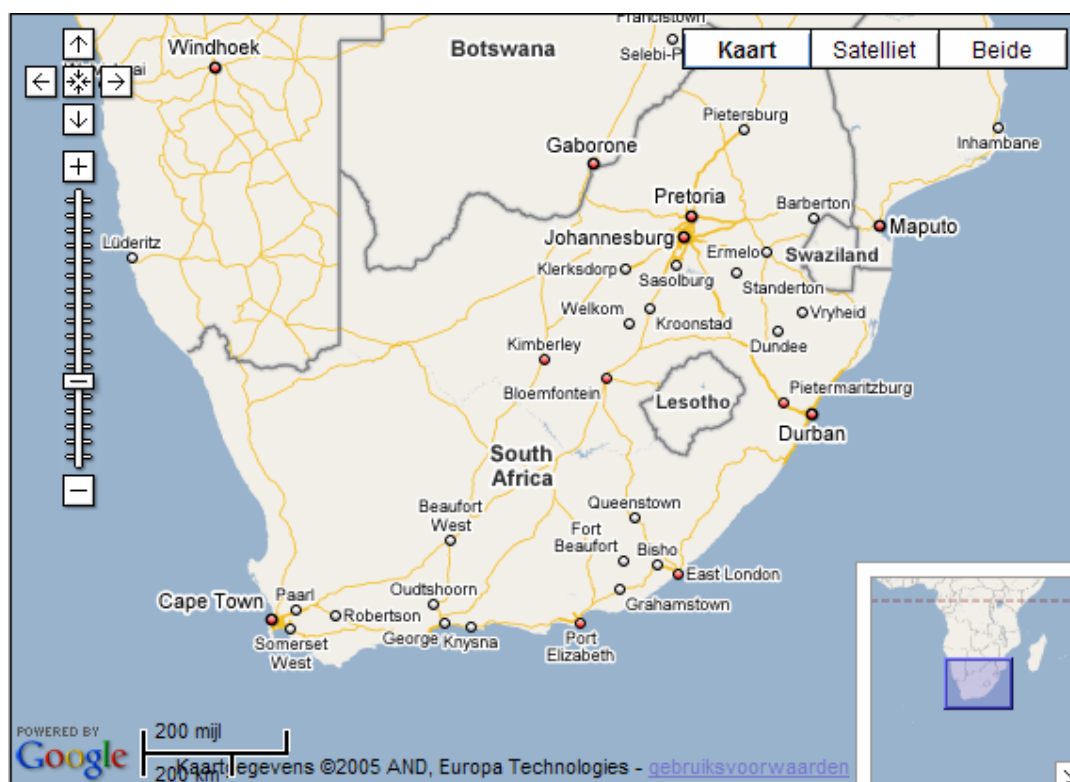 Francistown
Windhoek
Botswana
Selebi-P
Kaart
Satelliet
Beide
Pietersburg
Inhambane
Gaborone
Pretoria
Barberton
Maputo
Johannesburg
Ermelo
Swaziland
Lüderitz
Klerksdorp
Sasolburg
Standerton
Welkom
Kroonstad
Vryheid
Kimberley
Dundee
Bloemfontein
Lesotho
Pietermaritzburg
Durban
South
Africa
Beaufort
West
Queenstown
Fort
Beaufort
Bisho
East London
Oudtshoorn
Paarl
Cape Town
Robertson
Grahamstown
Somerset
West
George
Knysna
Port
Elizabeth
POWERED BY
Google
200 mijl
200 km
Kaartgegevens ©2005 AND, Europa Technologies - gebruiksvoorwaarden